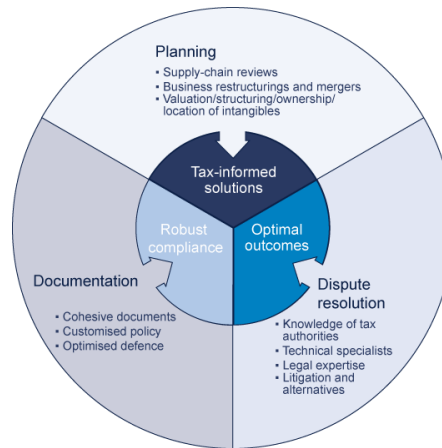 Planning
▪ Supply-chain reviews
▪ Business restructurings and mergers
▪ Valuation/structuring/ownership/
location of intangibles
Tax-informed
solutions
Robust
compliance
Optimal
outcomes
Documentation
▪ Cohesive documents
▪ Customised policy
▪ Optimised defence
Dispute
resolution
▪ Knowledge of tax
authorities
▪ Technical specialists
▪ Legal expertise
▪ Litigation and
alternatives